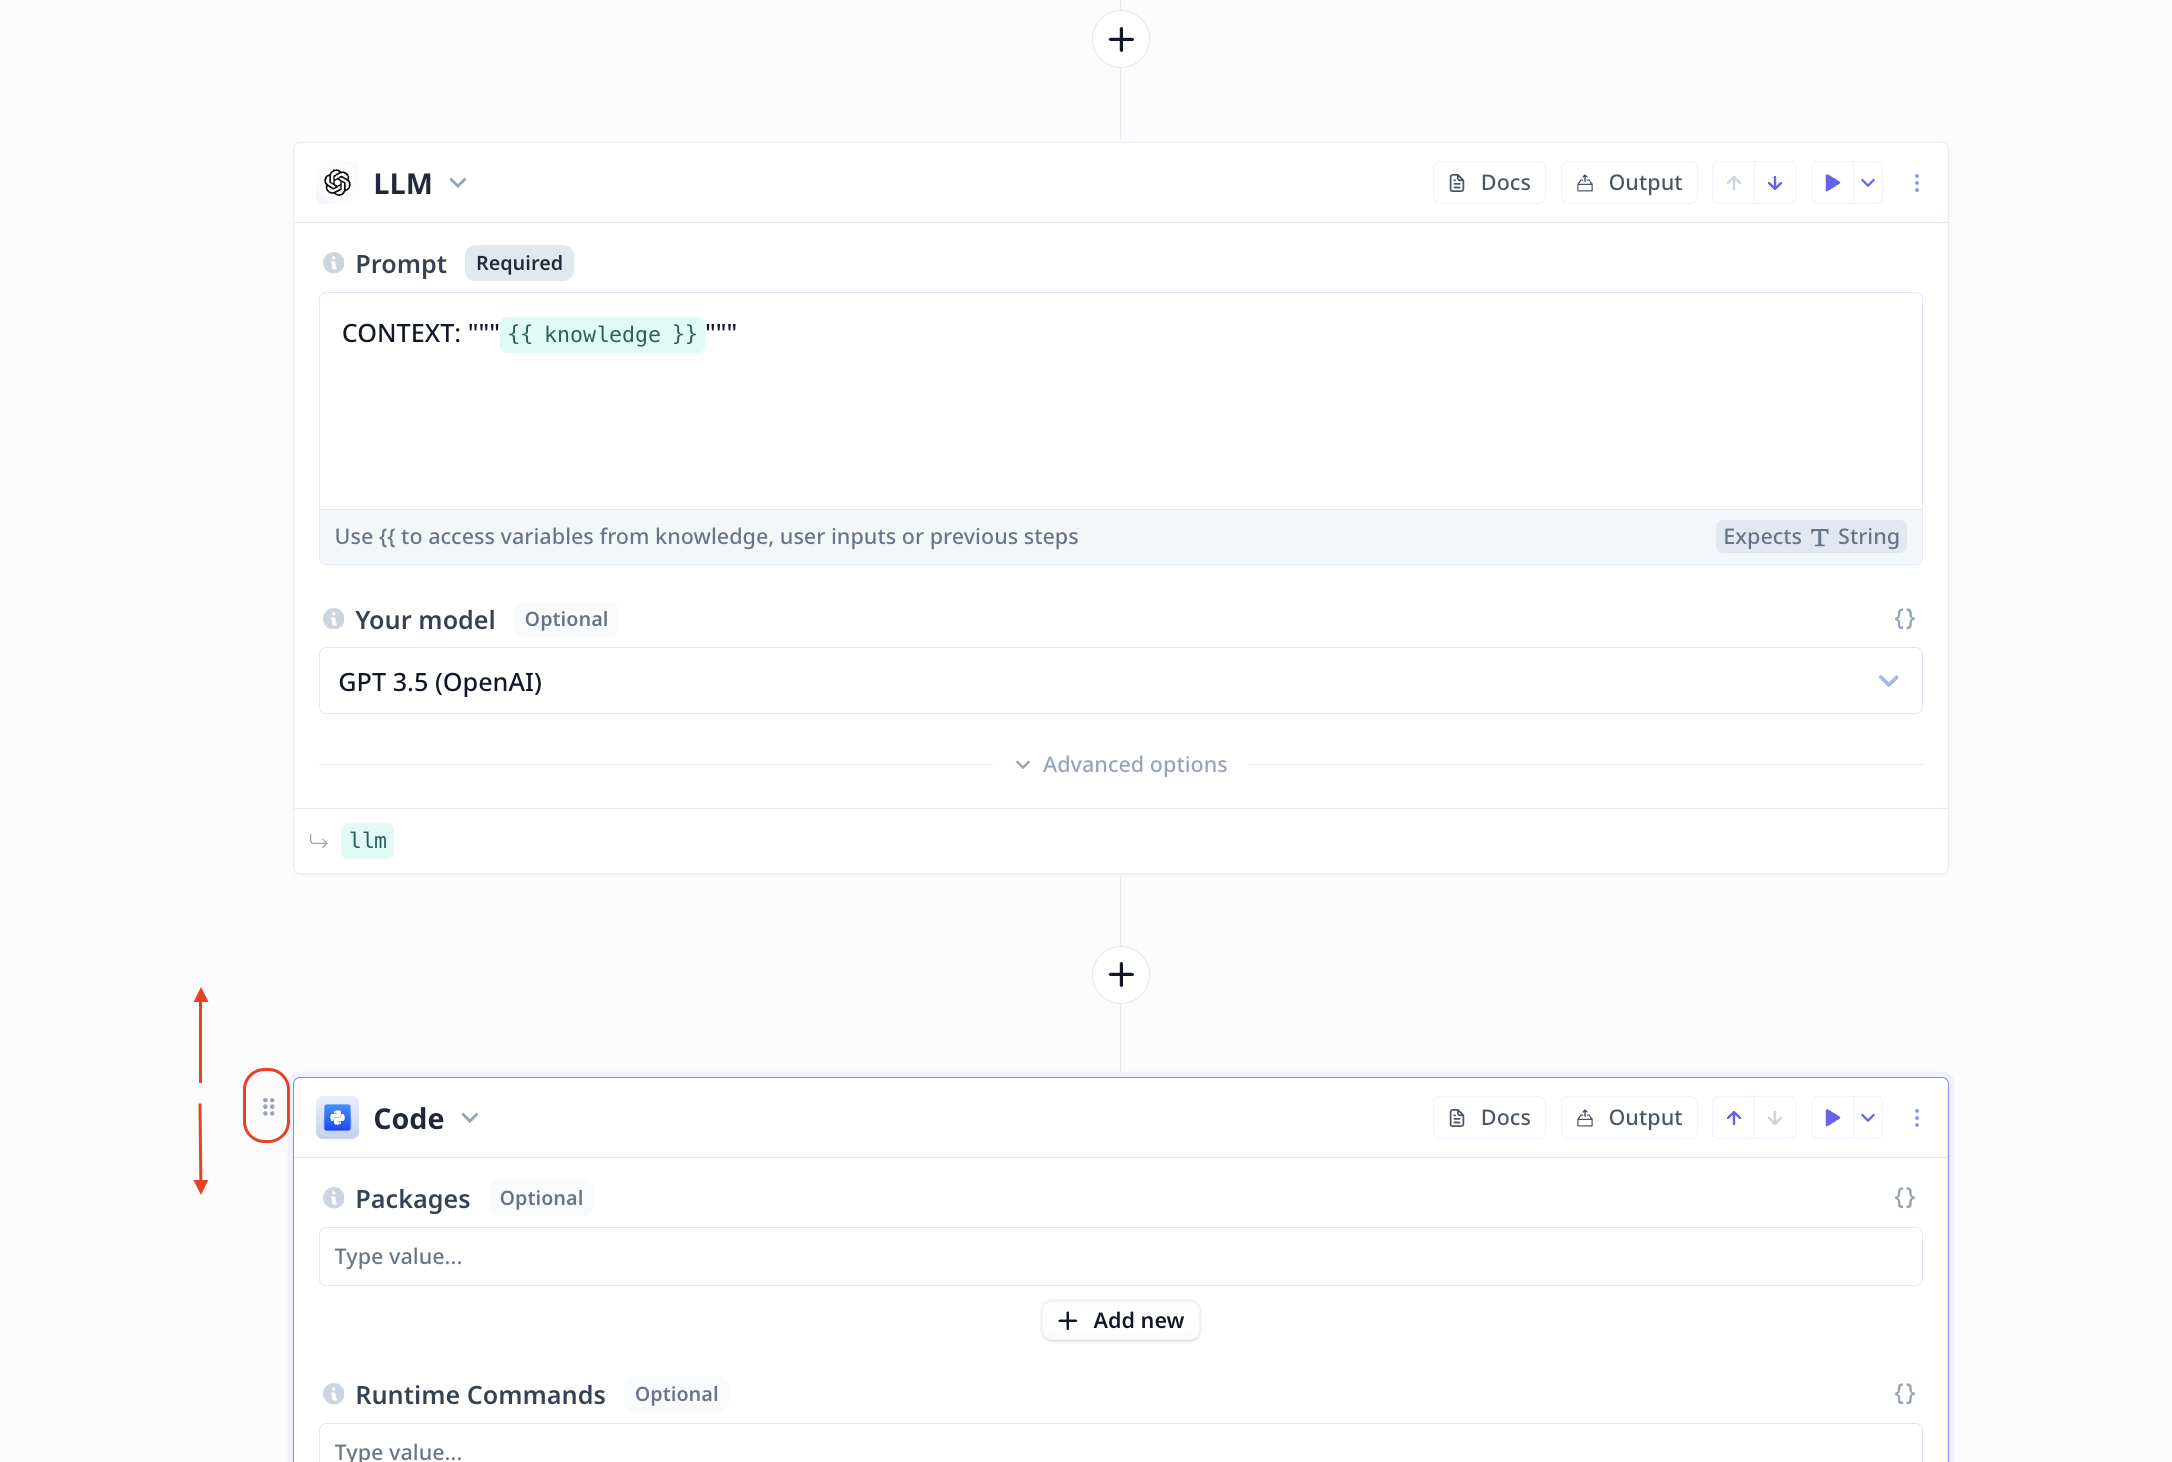 LLM
Docs
Output
Prompt Required
CONTEXT: """{{ knowledge }}"""
Use {{ to access variables from knowledge, user inputs or previous steps
Expects T String
Your model Optional
{}
GPT 3.5 (OpenAI)
Advanced options
llm
Code
Docs
Output
Packages Optional
{}
Type value...
+ Add new
Runtime Commands Optional
{}
Type value...